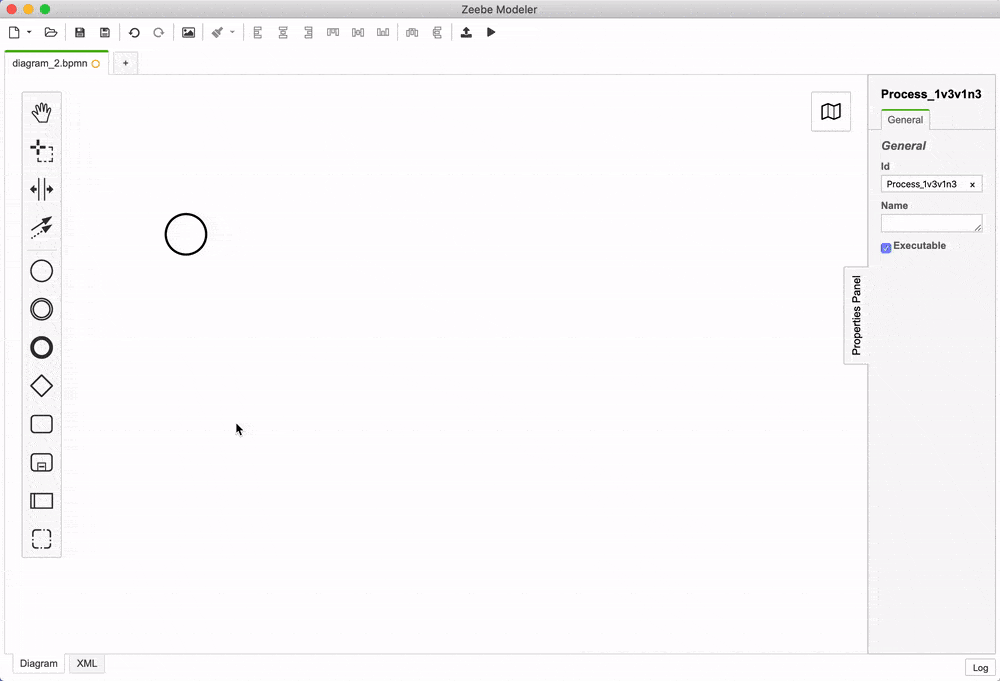 Zeebe Modeler
diagram_2.bpmn
+
Process_1v3v1n3
General
General
Id
Process_1v3v1n3 x
Name
Executable
Properties Panel
Diagram
XML
Log